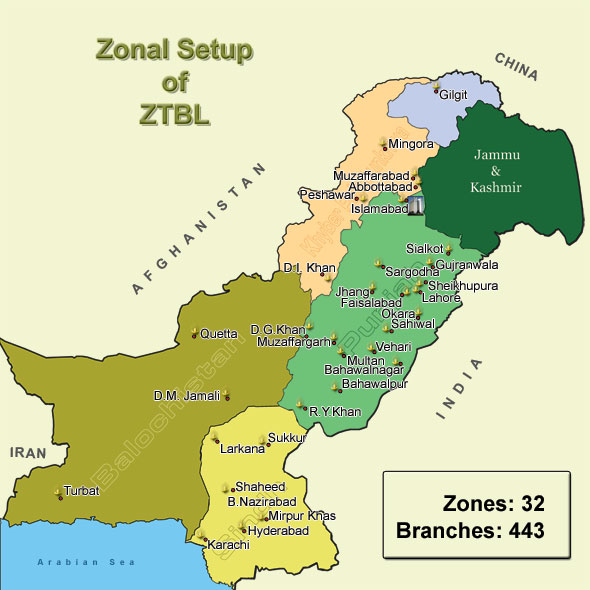 Zonal Setup
of
ZTBL
CHINA
Gilgit
Mingora
Jammu
&
Kashmir
Muzaffarabad
Abbottabad
Peshawar
Islamabad
AFGHANISTAN
Sialkot
D.I. Khan
Gujranwala
Sargodha
Sheikhupura
Jhang
Lahore
Faisalabad
Okara
Sahiwal
Punjab
Quetta
D.G.Khan
Muzaffargarh
Vehari
Multan
Bahawalnagar
Bahawalpur
INDIA
D.M. Jamali
R.Y.Khan
Balochistan
Sukkur
Larkana
IRAN
Turbat
Shaheed
B.Nazirabad
Mirpur Khas
Hyderabad
Karachi
Sindh
Arabian Sea
Zones: 32
Branches: 443